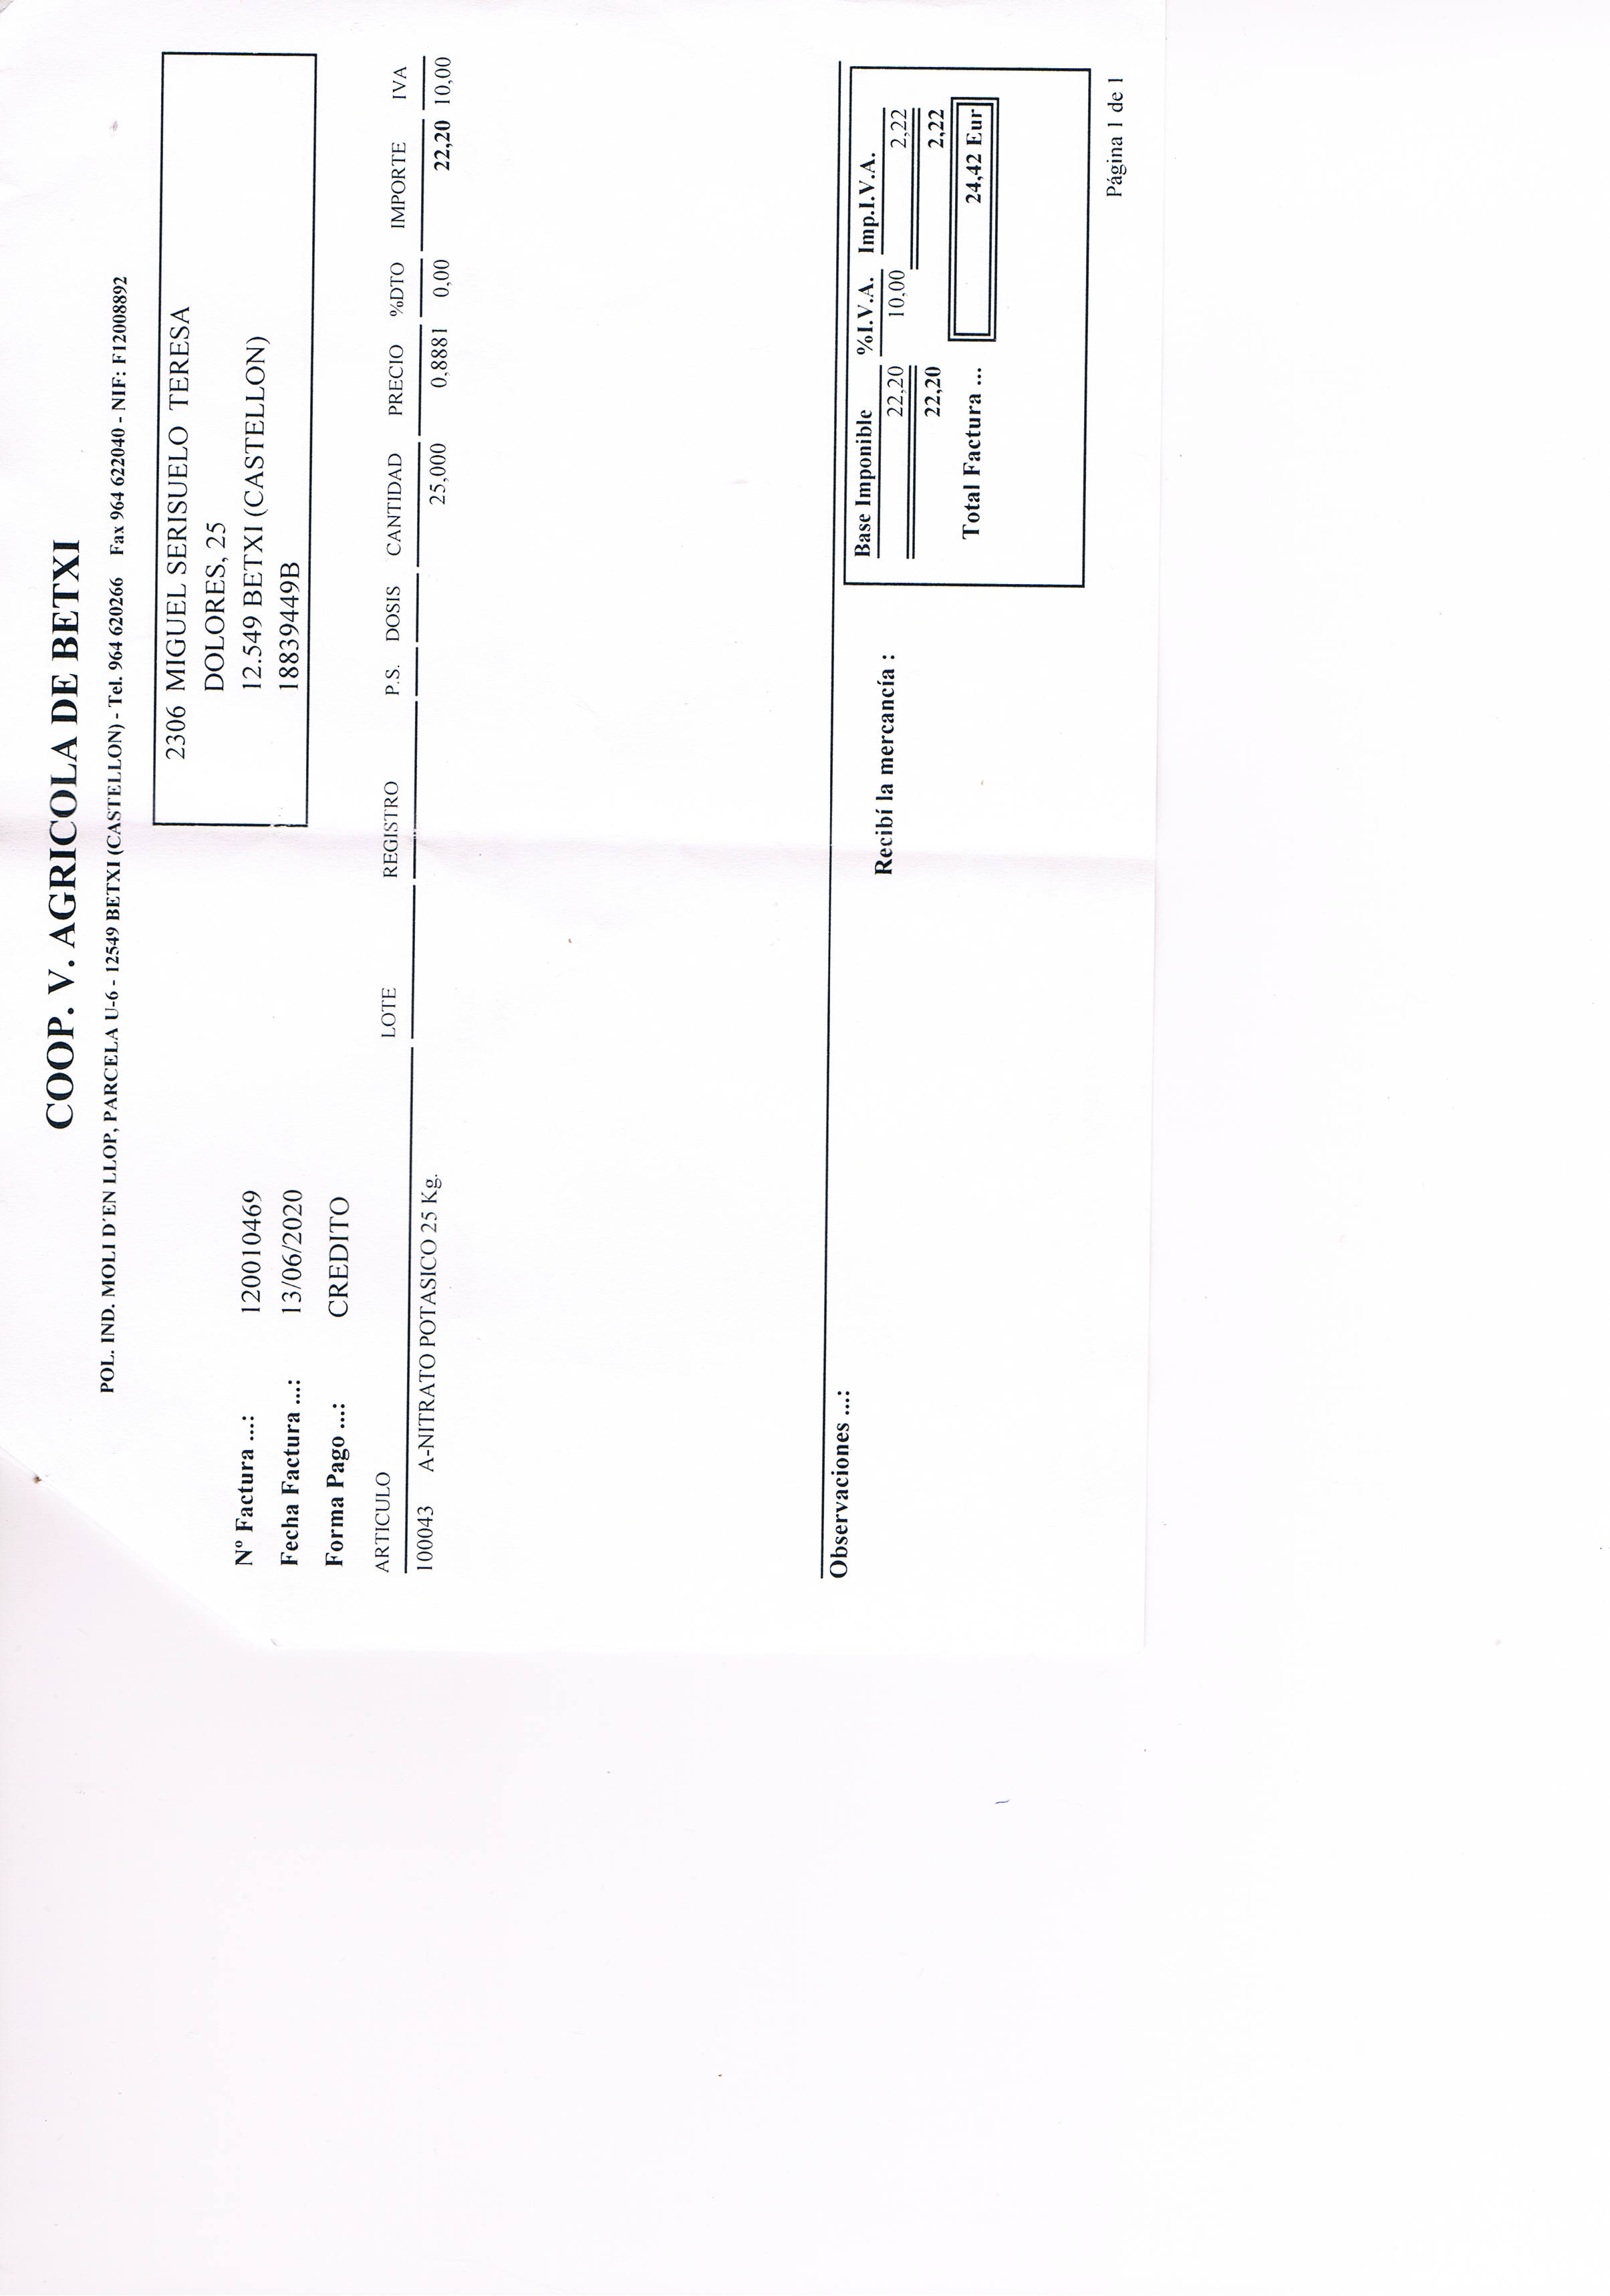 COOP. V. AGRICOLA DE BETXI
POL. IND. MOLI D´EN LLOP, PARCELA U-6 - 12549 BETXI (CASTELLON) - Tel. 964 620266 Fax 964 622040 - NIF: F12008892
2306 MIGUEL SERISUELO TERESA
DOLORES, 25
12.549 BETXI (CASTELLON)
18839449B
Nº Factura ...: 120010469
Fecha Factura ...: 13/06/2020
Forma Pago ...: CREDITO
ARTICULO LOTE REGISTRO P.S. DOSIS CANTIDAD PRECIO %DTO IMPORTE IVA
100043 A-NITRATO POTASICO 25 Kg. 25,000 0,8881 0,00 22,20 10,00
Observaciones ...:
Recibí la mercancía :
Base Imponible %I.V.A. Imp.I.V.A.
22,20 10,00 2,22
22,20 2,22
Total Factura ... 24,42 Eur
Página 1 de 1